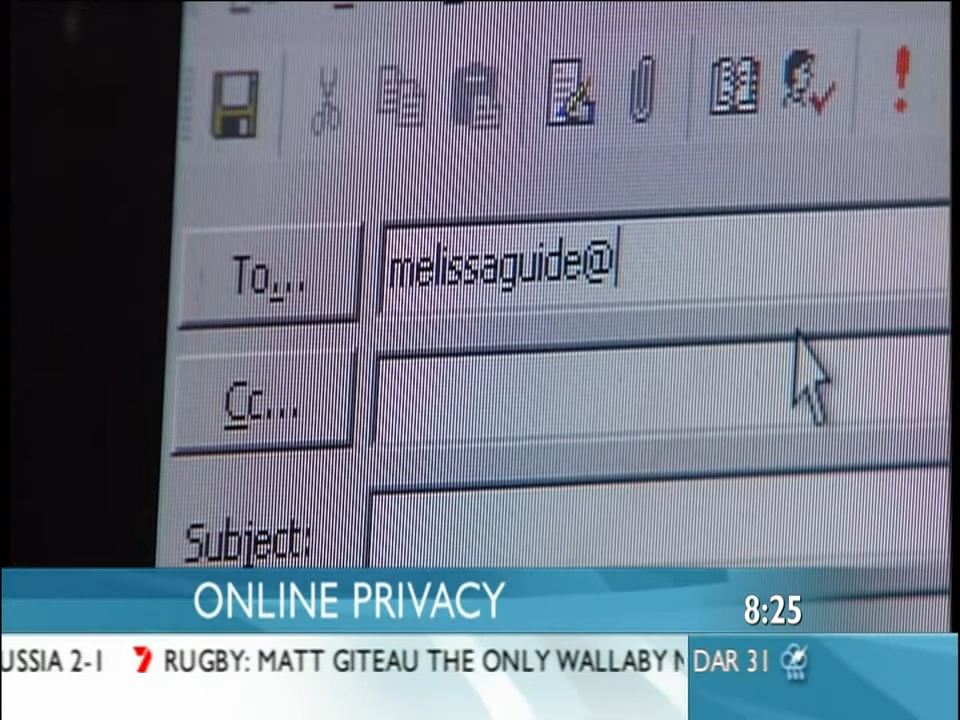 To...
melissaguide@
Cc...
Subject:
ONLINE PRIVACY
8:25
USSIA 2-1 7 RUGBY: MATT GITEAU THE ONLY WALLABY
DAR 31